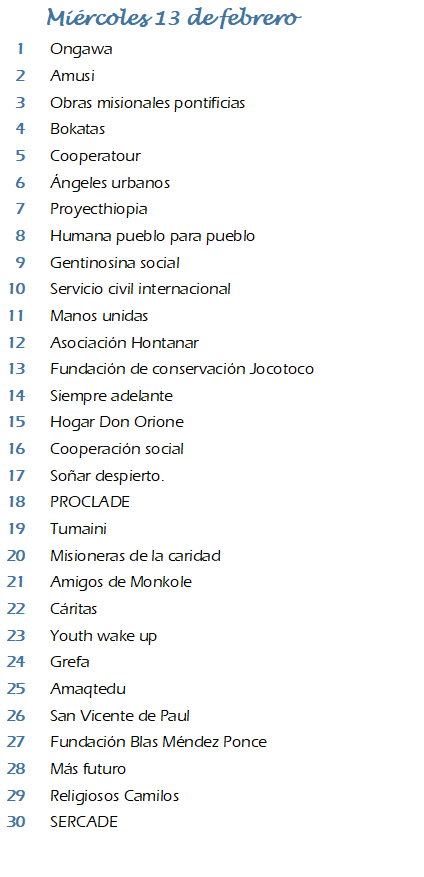 Miércoles 13 de febrero
1 Ongawa
2 Amusi
3 Obras misionales pontificias
4 Bokatas
5 Cooperatour
6 Ángeles urbanos
7 Proyecthiopia
8 Humana pueblo para pueblo
9 Gentinosina social
10 Servicio civil internacional
11 Manos unidas
12 Asociación Hontanar
13 Fundación de conservación Jocotoco
14 Siempre adelante
15 Hogar Don Orione
16 Cooperación social
17 Soñar despierto.
18 PROCLADE
19 Tumaini
20 Misioneras de la caridad
21 Amigos de Monkole
22 Cáritas
23 Youth wake up
24 Grefa
25 Amaqtedu
26 San Vicente de Paul
27 Fundación Blas Méndez Ponce
28 Más futuro
29 Religiosos Camilos
30 SERCADE